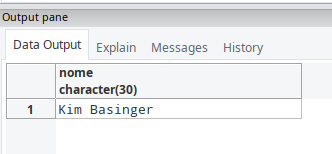 Output pane
Data Output Explain Messages History
nome
character(30)
1 Kim Basinger